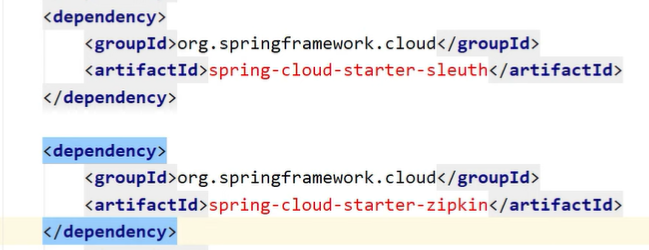 <dependency>
<groupId>org.springframework.cloud</groupId>
<artifactId>spring-cloud-starter-sleuth</artifactId>
</dependency>
<dependency>
<groupId>org.springframework.cloud</groupId>
<artifactId>spring-cloud-starter-zipkin</artifactId>
</dependency>